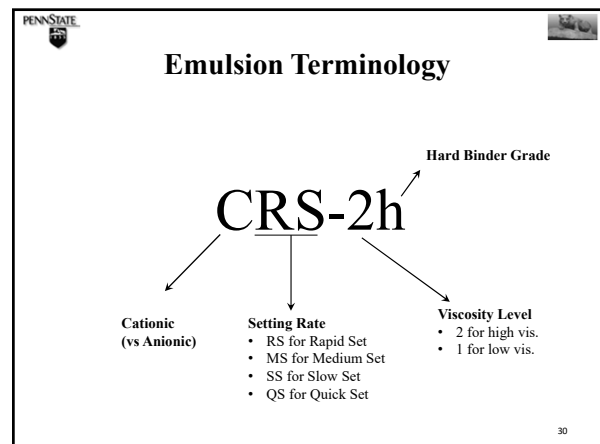 PENNSTATE
Emulsion Terminology
Hard Binder Grade
CRS-2h
Cationic
(vs Anionic)
Setting Rate
• RS for Rapid Set
• MS for Medium Set
• SS for Slow Set
• QS for Quick Set
Viscosity Level
• 2 for high vis.
• 1 for low vis.
30